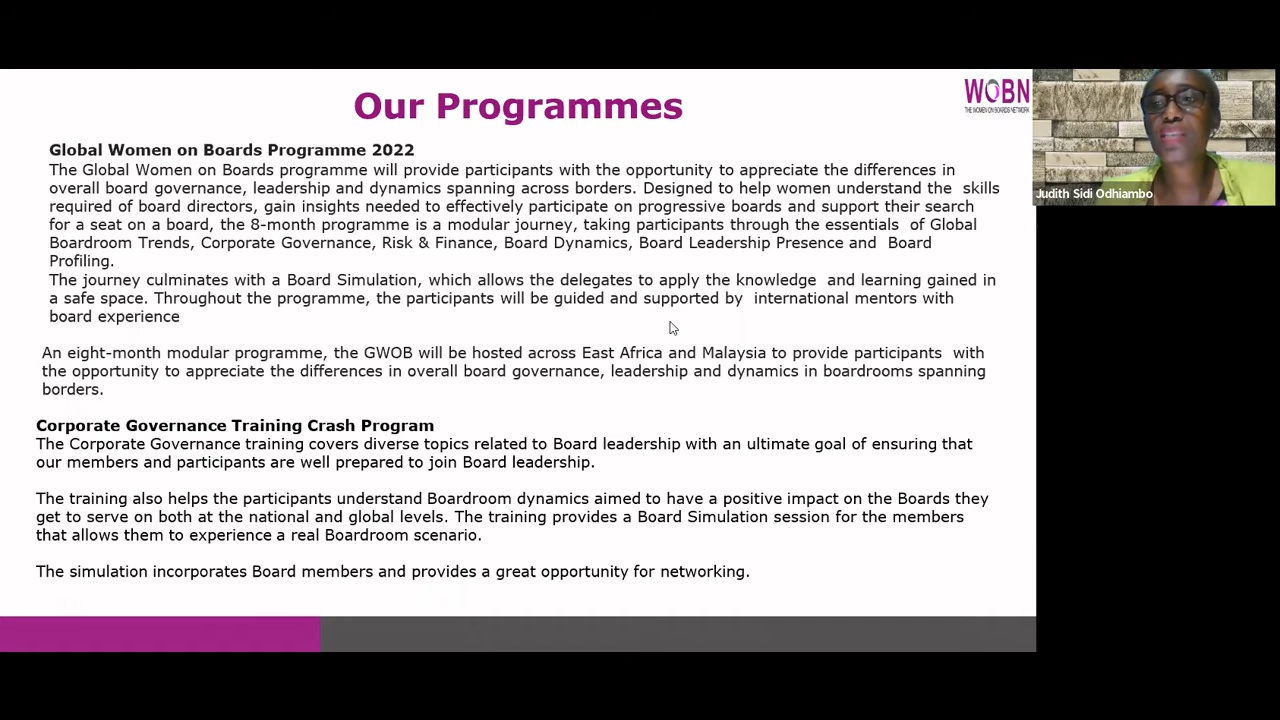 Our Programmes
WOBN
THE WOMEN ON BOARDS NETWORK
Judith Sidi Odhiambo
Global Women on Boards Programme 2022
The Global Women on Boards programme will provide participants with the opportunity to appreciate the differences in
overall board governance, leadership and dynamics spanning across borders. Designed to help women understand the skills
required of board directors, gain insights needed to effectively participate on progressive boards and support their search
for a seat on a board, the 8-month programme is a modular journey, taking participants through the essentials of Global
Boardroom Trends, Corporate Governance, Risk & Finance, Board Dynamics, Board Leadership Presence and Board
Profiling.
The journey culminates with a Board Simulation, which allows the delegates to apply the knowledge and learning gained in
a safe space. Throughout the programme, the participants will be guided and supported by international mentors with
board experience
An eight-month modular programme, the GWOB will be hosted across East Africa and Malaysia to provide participants with
the opportunity to appreciate the differences in overall board governance, leadership and dynamics in boardrooms spanning
borders.
Corporate Governance Training Crash Program
The Corporate Governance training covers diverse topics related to Board leadership with an ultimate goal of ensuring that
our members and participants are well prepared to join Board leadership.
The training also helps the participants understand Boardroom dynamics aimed to have a positive impact on the Boards they
get to serve on both at the national and global levels. The training provides a Board Simulation session for the members
that allows them to experience a real Boardroom scenario.
The simulation incorporates Board members and provides a great opportunity for networking.